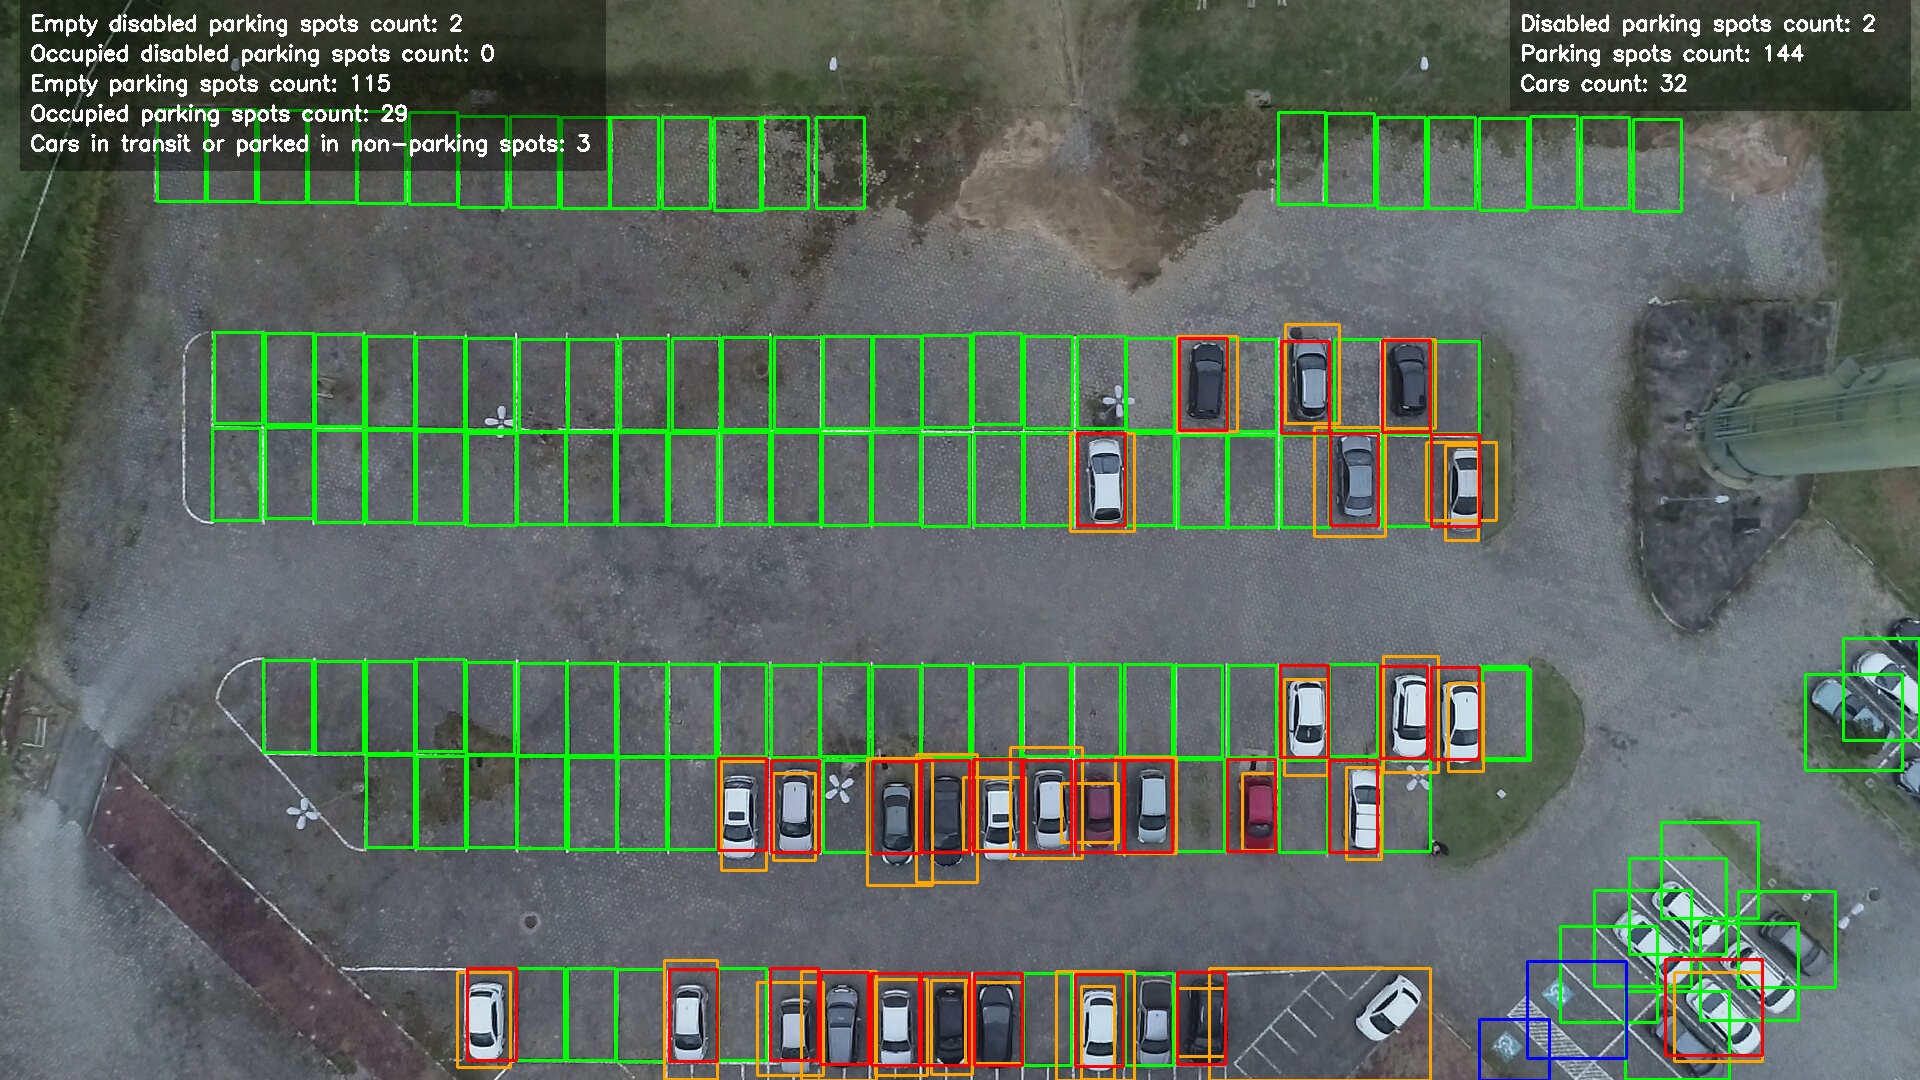 Empty disabled parking spots count: 2
Occupied disabled parking spots count: 0
Empty parking spots count: 115
Occupied parking spots count: 29
Cars in transit or parked in non-parking spots: 3
Disabled parking spots count: 2
Parking spots count: 144
Cars count: 32